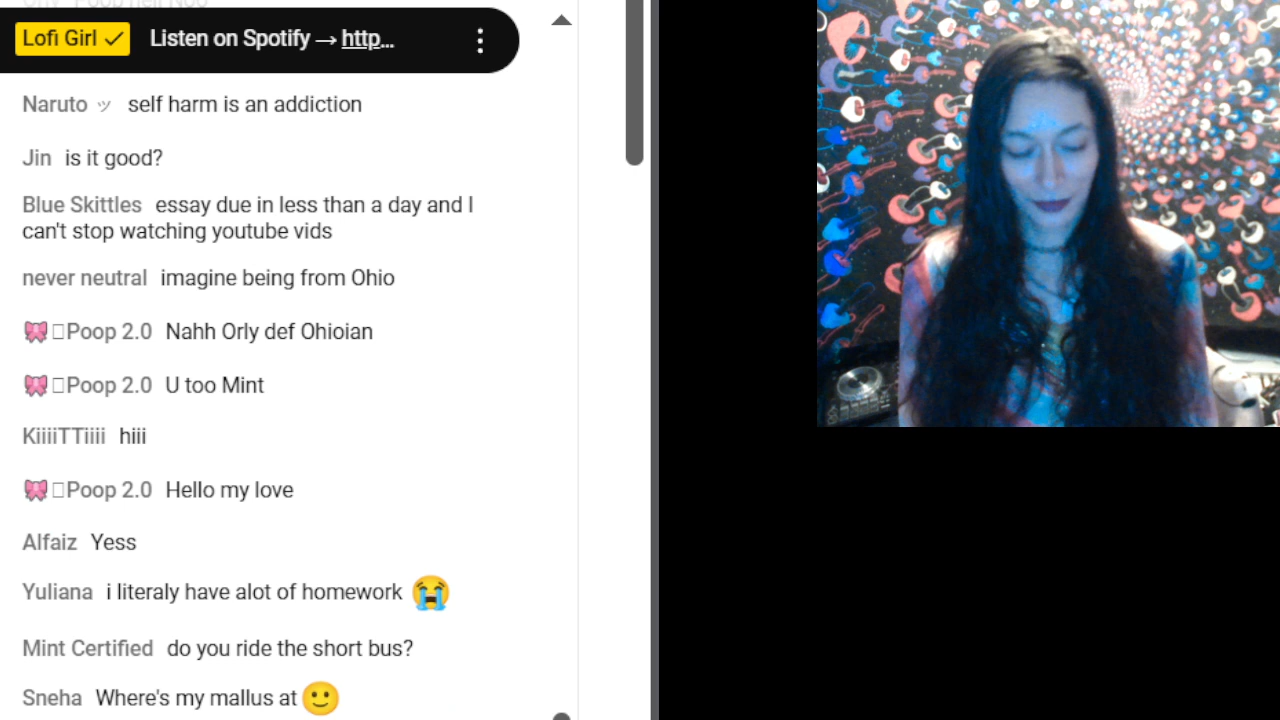 Lofi Girl ✓ Listen on Spotify → http...
Naruto ッ self harm is an addiction
Jin is it good?
Blue Skittles essay due in less than a day and I
can't stop watching youtube vids
never neutral imagine being from Ohio
🎀 Poop 2.0 Nahh Orly def Ohioian
🎀 Poop 2.0 U too Mint
KiiiiTTiiii hiii
🎀 Poop 2.0 Hello my love
Alfaiz Yess
Yuliana i literaly have alot of homework 😭
Mint Certified do you ride the short bus?
Sneha Where's my mallus at 🙂